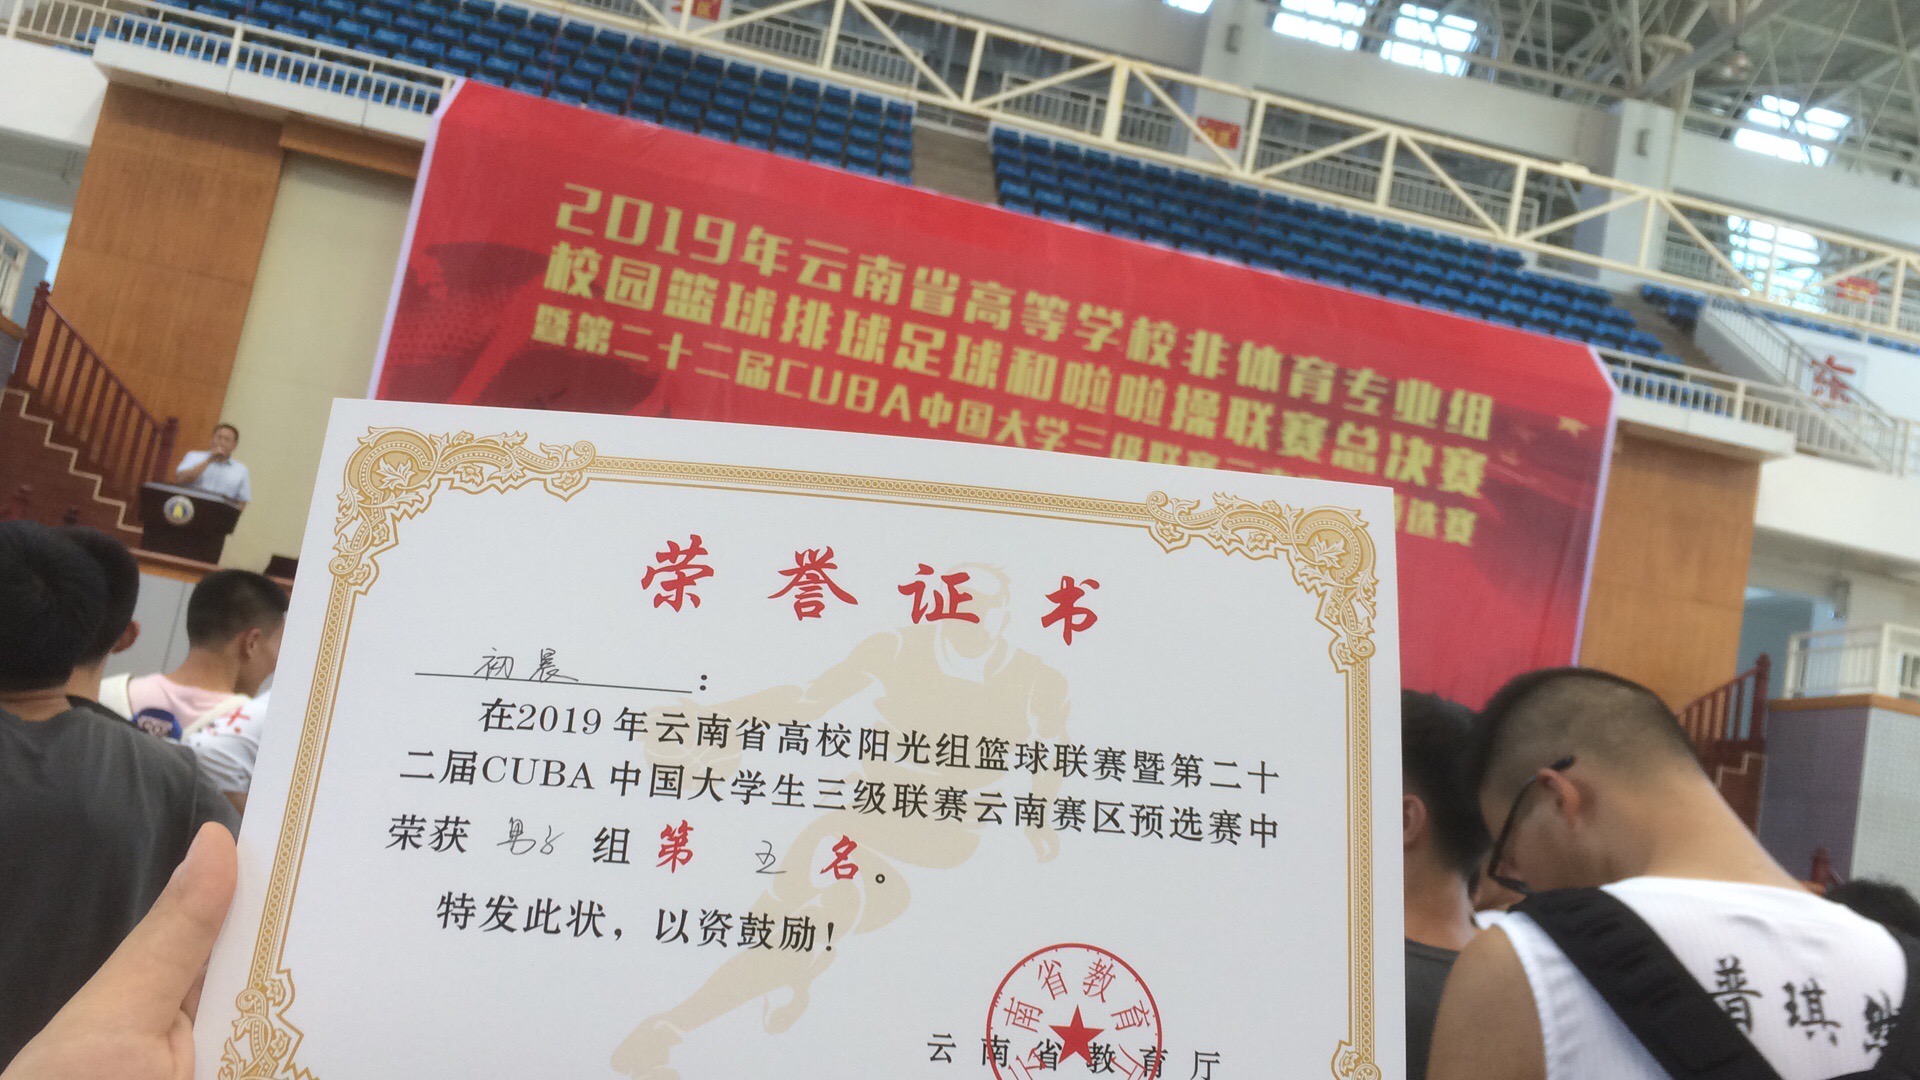 2019年云南省高等学校非体育专业组
校园篮球排球足球和啦啦操联赛总决赛
暨第二十二届CUBA中国大学三级联赛
选赛
荣誉证书
初晨：
在2019年云南省高校阳光组篮球联赛暨第二十
二届CUBA中国大学生三级联赛云南赛区预选赛中
荣获 男子 组 第 五 名。
特发此状，以资鼓励！
云南省教育厅
南省教育厅
普琪
东